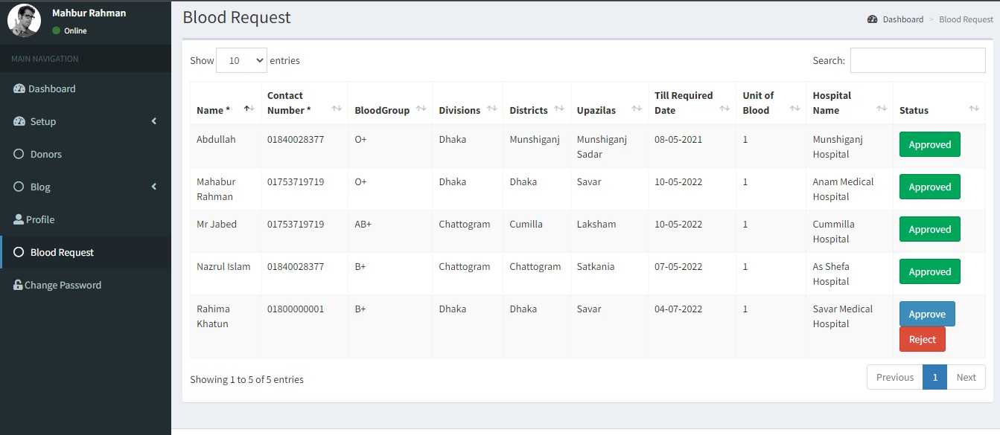 Mahbur Rahman
Online
MAIN NAVIGATION
Dashboard
Setup
Donors
Blog
Profile
Blood Request
Change Password
Blood Request
Dashboard > Blood Request
Show 10 entries
Search:
Name *
Contact
Number *
BloodGroup
Divisions
Districts
Upazilas
Till Required
Date
Unit of
Blood
Hospital
Name
Status
Abdullah
01840028377
O+
Dhaka
Munshiganj
Munshiganj
Sadar
08-05-2021
1
Munshiganj
Hospital
Approved
Mahabur
Rahman
01753719719
O+
Dhaka
Dhaka
Savar
10-05-2022
1
Anam Medical
Hospital
Approved
Mr Jabed
01753719719
AB+
Chattogram
Cumilla
Laksham
10-05-2022
1
Cummilla
Hospital
Approved
Nazrul Islam
01840028377
B+
Chattogram
Chattogram
Satkania
07-05-2022
1
As Shefa
Hospital
Approved
Rahima
Khatun
01800000001
B+
Dhaka
Dhaka
Savar
04-07-2022
1
Savar Medical
Hospital
Approve
Reject
Showing 1 to 5 of 5 entries
Previous 1 Next